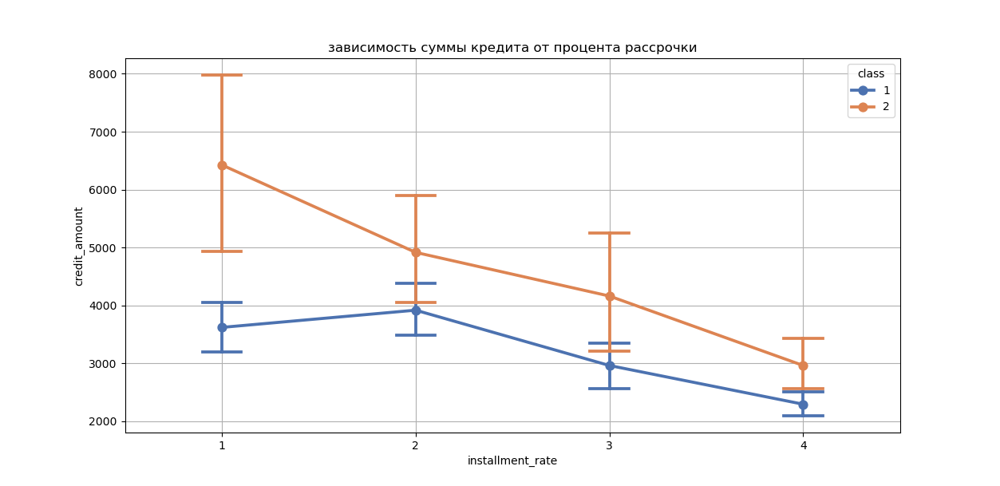 зависимость суммы кредита от процента рассрочки
class
1
2
8000
7000
6000
5000
4000
3000
2000
credit_amount
1 2 3 4
installment_rate